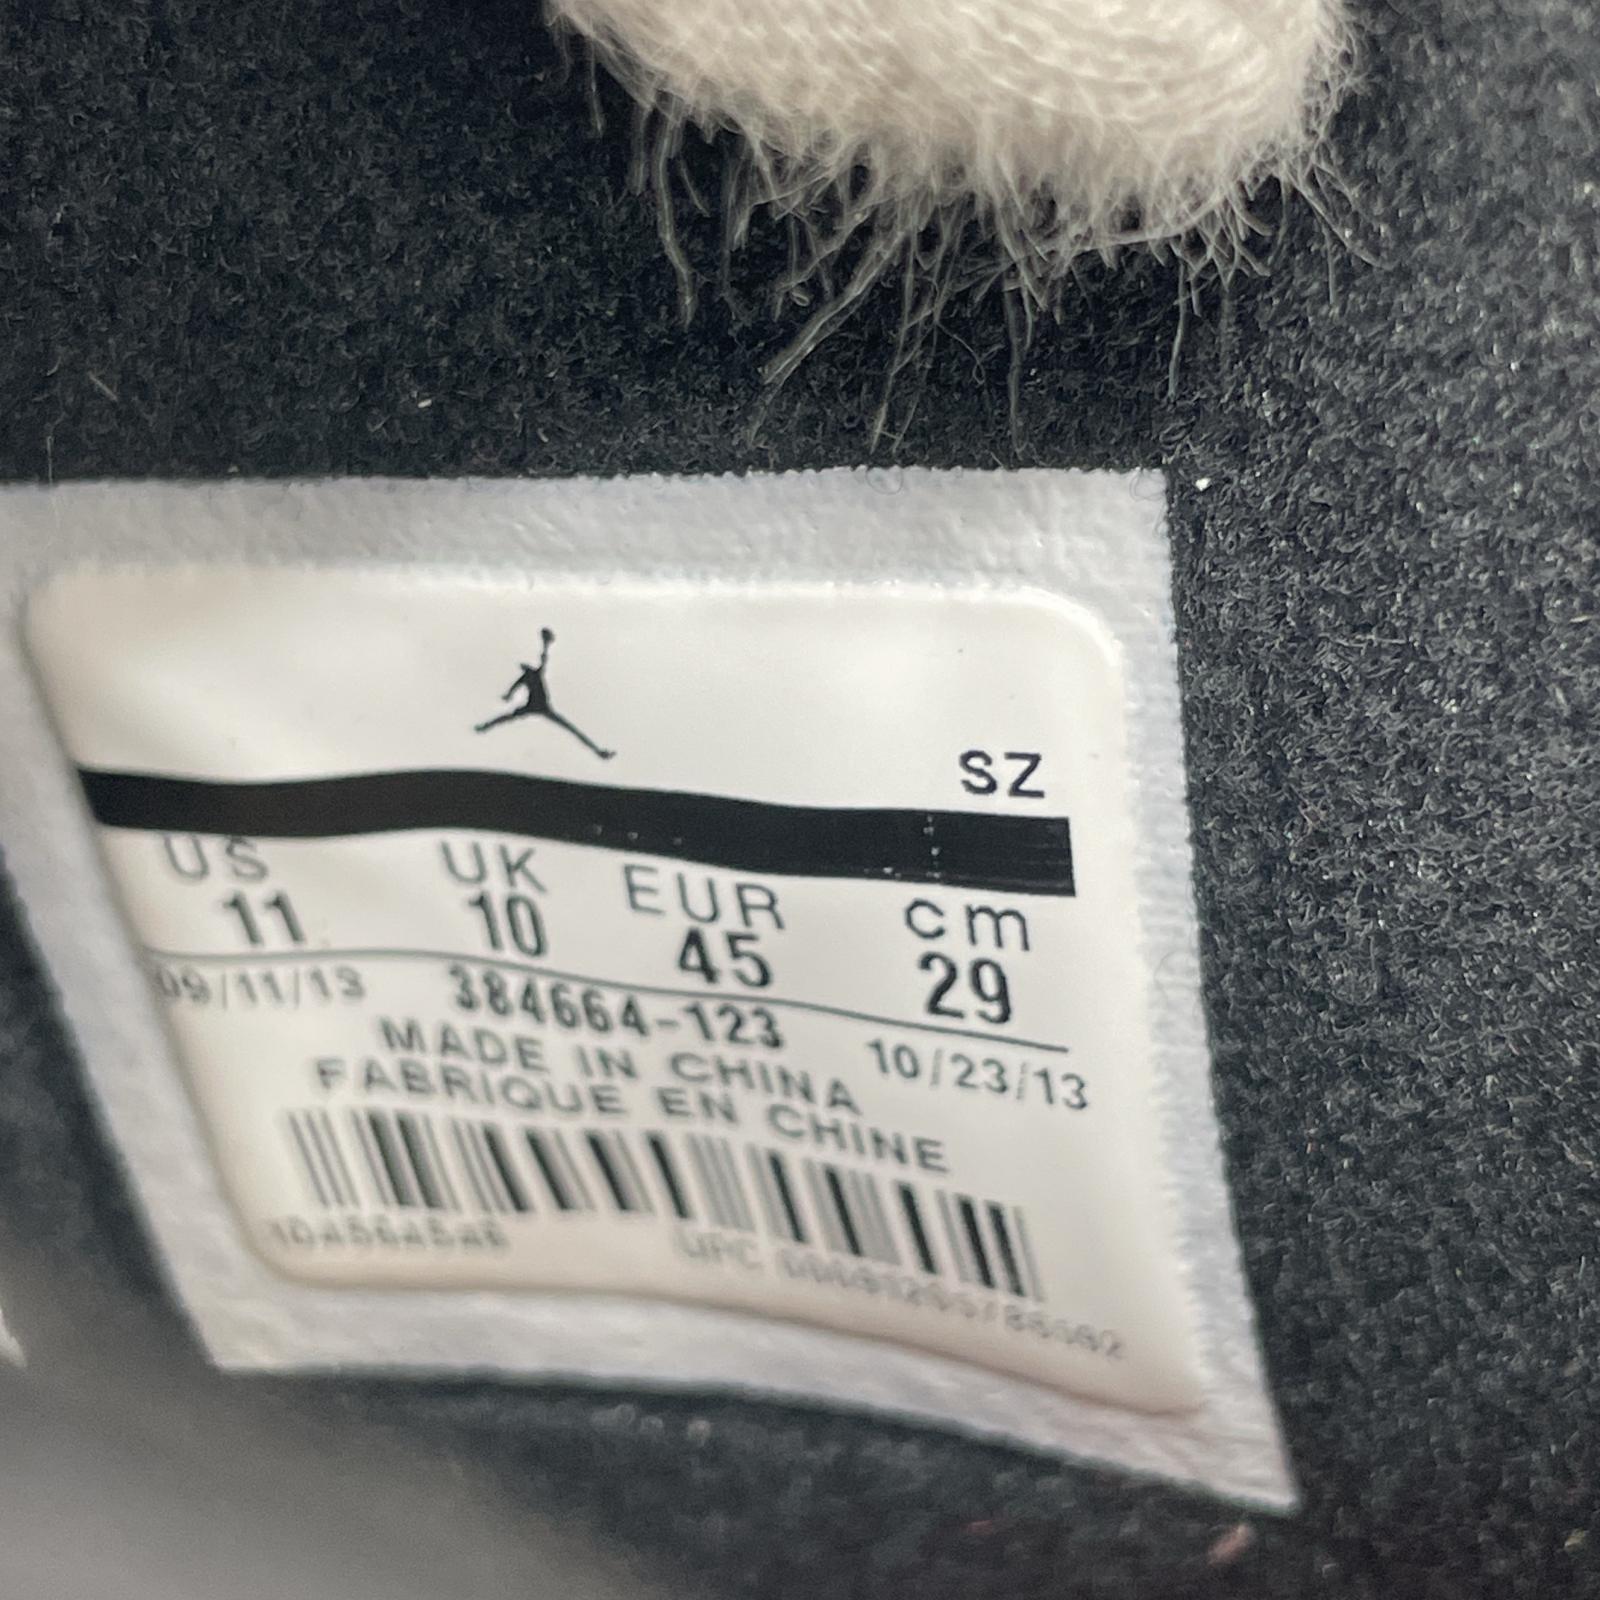 SZ
US UK EUR cm
11 10 45 29
09/11/13 384664-123 10/23/13
MADE IN CHINA
FABRIQUE EN CHINE
UPC